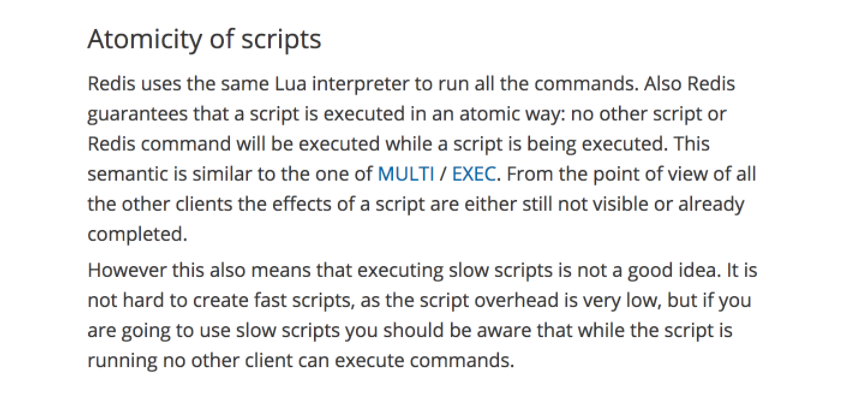 Atomicity of scripts
Redis uses the same Lua interpreter to run all the commands. Also Redis
guarantees that a script is executed in an atomic way: no other script or
Redis command will be executed while a script is being executed. This
semantic is similar to the one of MULTI / EXEC. From the point of view of all
the other clients the effects of a script are either still not visible or already
completed.
However this also means that executing slow scripts is not a good idea. It is
not hard to create fast scripts, as the script overhead is very low, but if you
are going to use slow scripts you should be aware that while the script is
running no other client can execute commands.